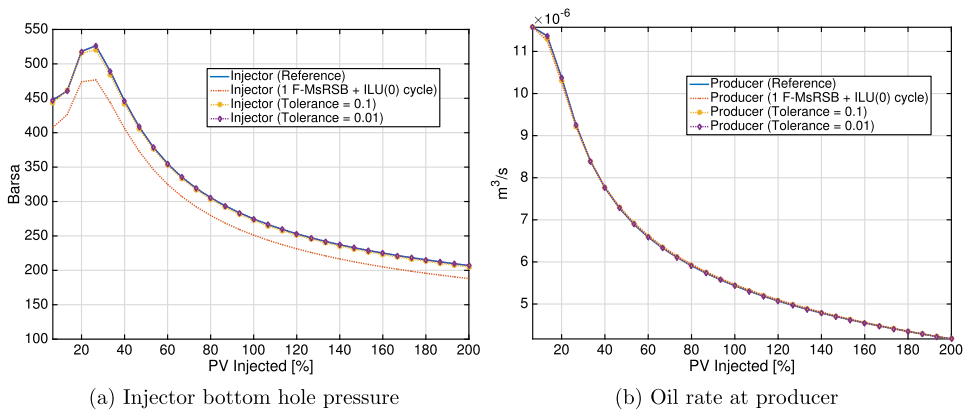 550
500
450
400
350
300
250
200
150
100
Barsa
20 40 60 80 100 120 140 160 180 200
PV Injected [%]
Injector (Reference)
Injector (1 F-MsRSB + ILU(0) cycle)
Injector (Tolerance = 0.1)
Injector (Tolerance = 0.01)
(a) Injector bottom hole pressure
×10⁻⁶
11
10
9
8
7
6
5
m³/s
20 40 60 80 100 120 140 160 180 200
PV Injected [%]
Producer (Reference)
Producer (1 F-MsRSB + ILU(0) cycle)
Producer (Tolerance = 0.1)
Producer (Tolerance = 0.01)
(b) Oil rate at producer